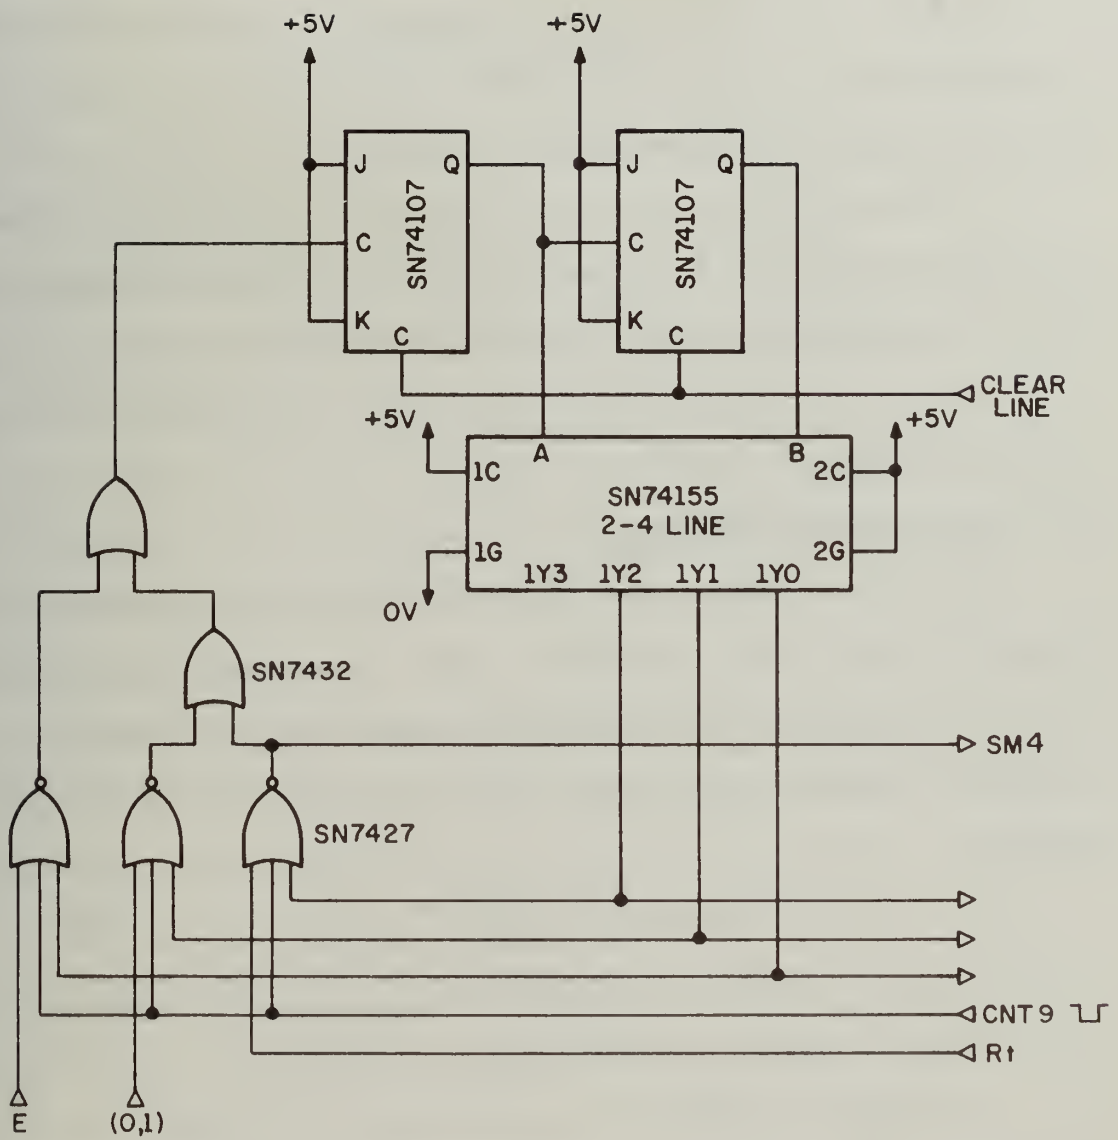 +5V
+5V
J
Q
J
Q
SN74107
SN74107
C
C
K
K
C
C
CLEAR
LINE
+5V
+5V
A
B
1C
2C
SN74155
2-4 LINE
1G
2G
1Y3
1Y2
1Y1
1Y0
0V
SN7432
SM4
SN7427
CNT9
Rt
E
(0,1)